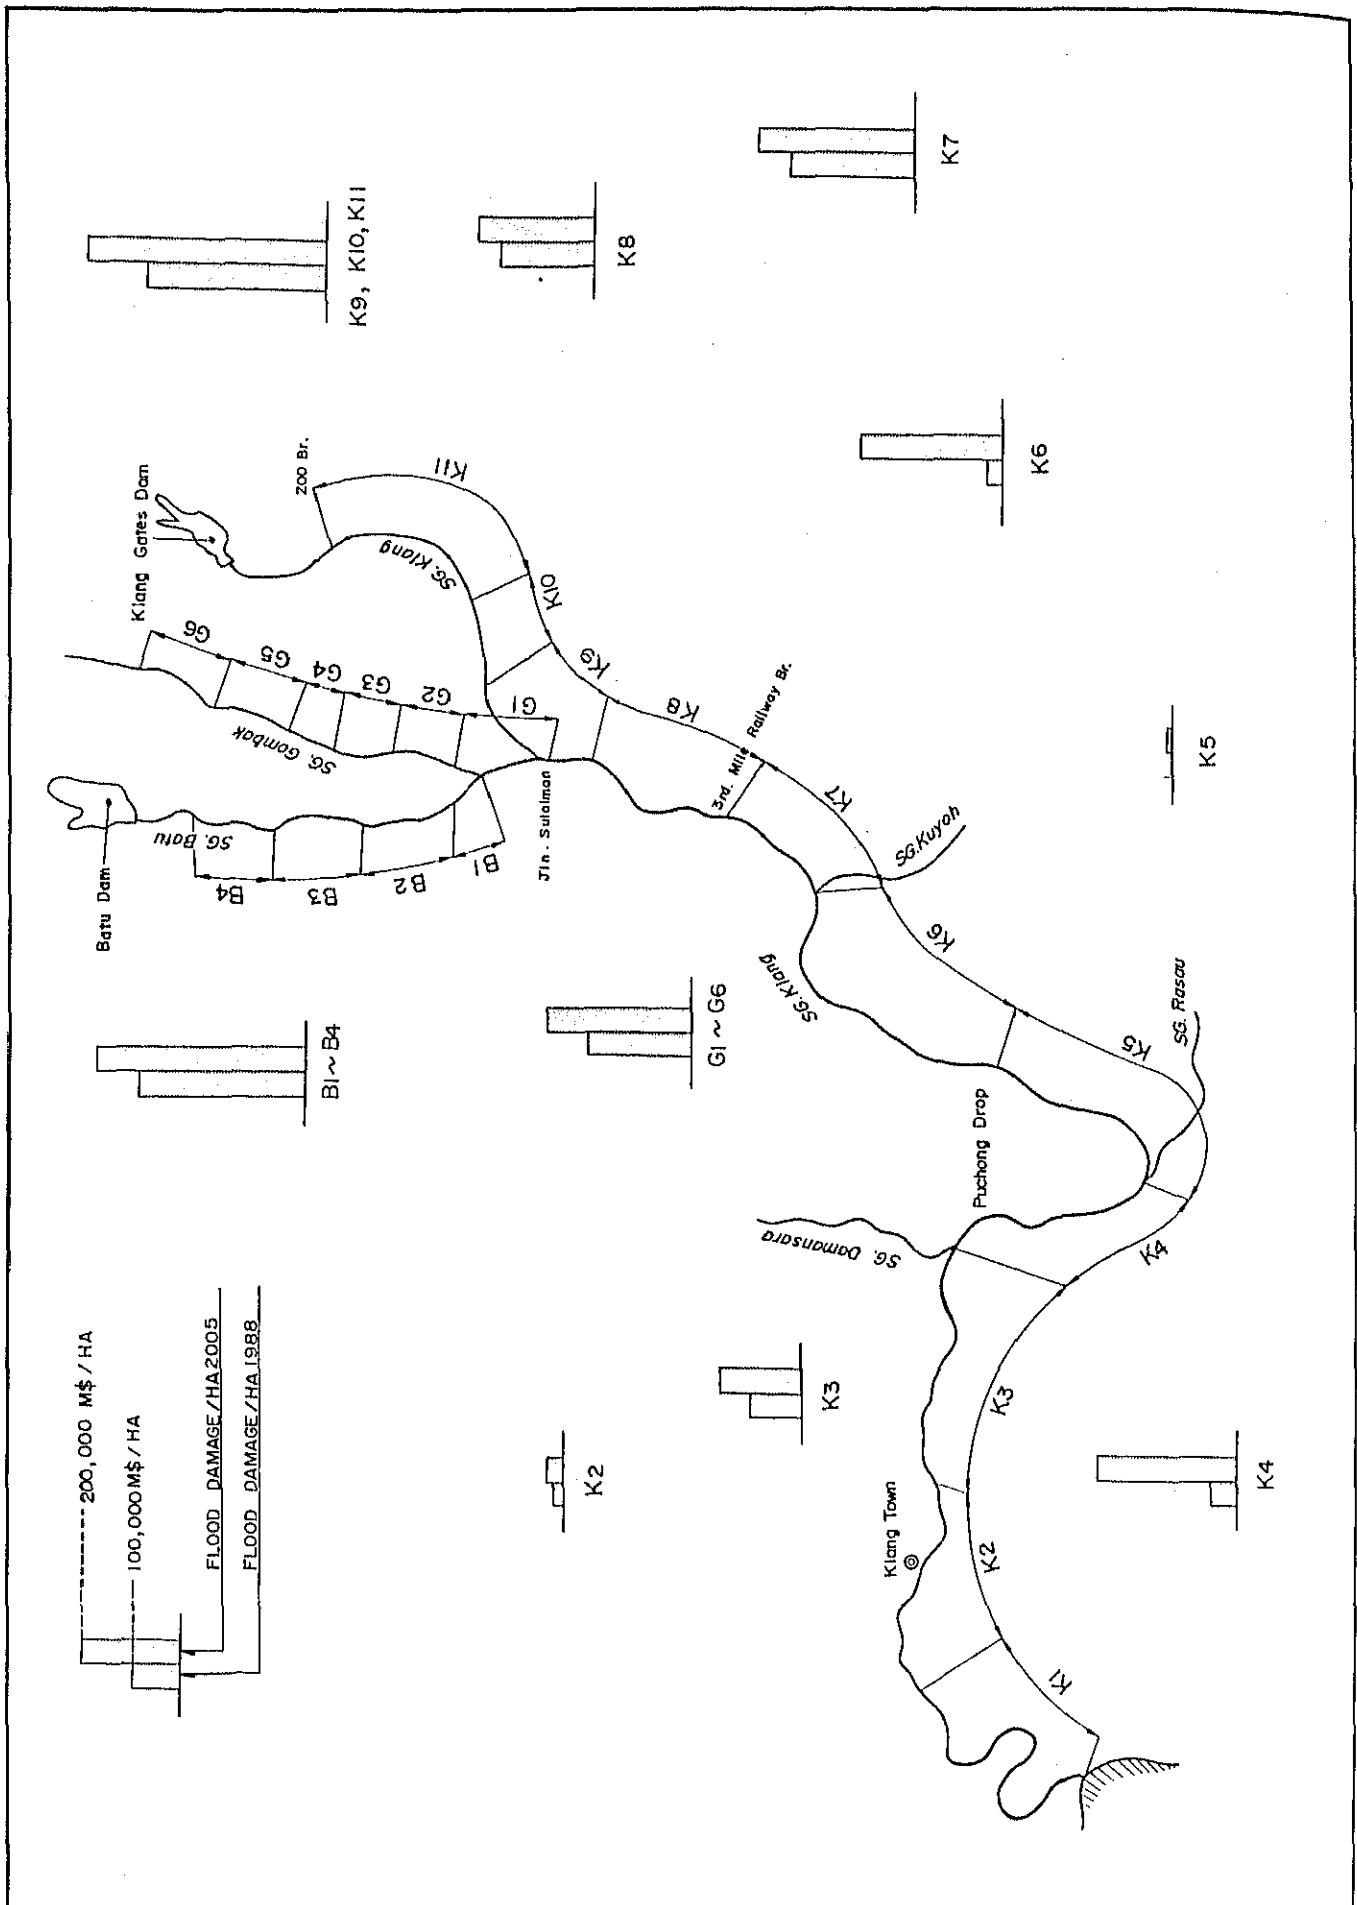 K9, K10, K11
K8
K7
K6
K5
ZOO Br.
Klang Gates Dam
K11
SG. Klang
K10
K9
K8
3rd. Mile Railway Br.
K7
SG. Kuyoh
K6
SG. Klang
K5
SG. Rasau
G6
G5
G4
G3
G2
G1
SG. Gombak
Jln. Sulaiman
Batu Dam
SG. Batu
B4
B3
B2
B1
B1~B4
G1~G6
Puchong Drop
SG. Damansara
K4
K3
K3
K2
K4
Klang Town
K2
K1
200,000 M$/HA
100,000 M$/HA
FLOOD DAMAGE/HA 2005
FLOOD DAMAGE/HA 1988